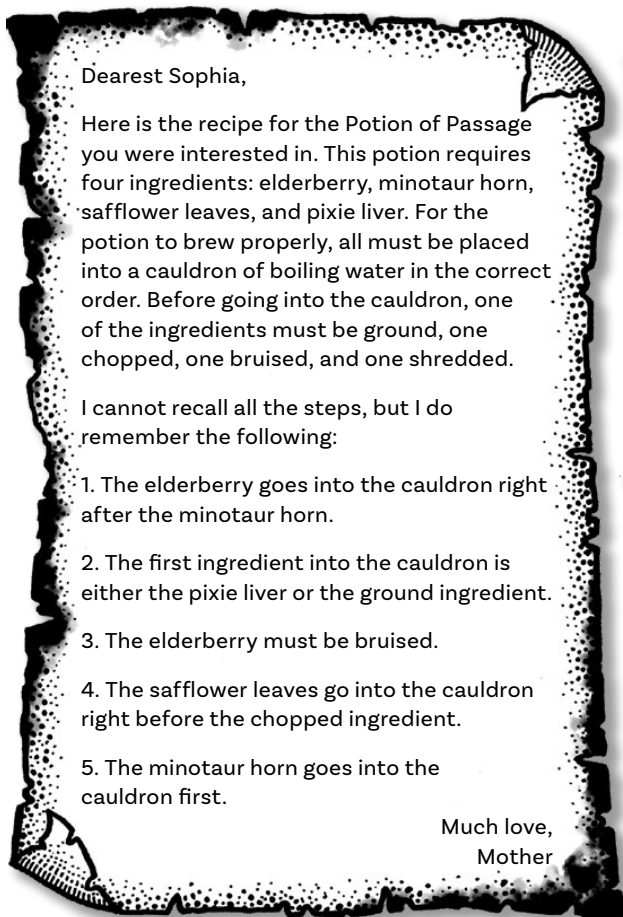 Dearest Sophia,
Here is the recipe for the Potion of Passage
you were interested in. This potion requires
four ingredients: elderberry, minotaur horn,
safflower leaves, and pixie liver. For the
potion to brew properly, all must be placed
into a cauldron of boiling water in the correct
order. Before going into the cauldron, one
of the ingredients must be ground, one
chopped, one bruised, and one shredded.
I cannot recall all the steps, but I do
remember the following:
1. The elderberry goes into the cauldron right
after the minotaur horn.
2. The first ingredient into the cauldron is
either the pixie liver or the ground ingredient.
3. The elderberry must be bruised.
4. The safflower leaves go into the cauldron
right before the chopped ingredient.
5. The minotaur horn goes into the
cauldron first.
Much love,
Mother